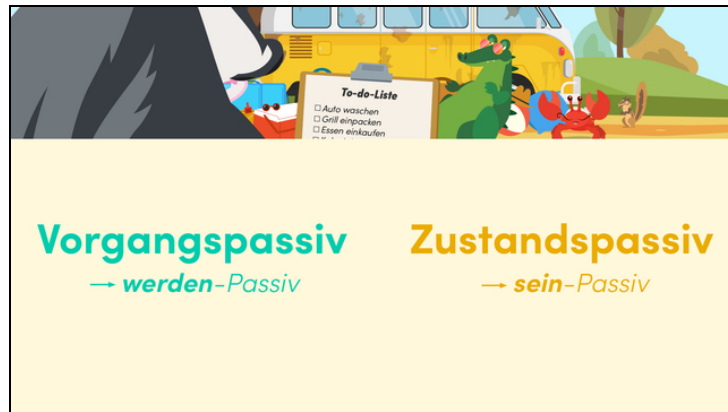 To-do-Liste
Auto waschen
Grill einpacken
Essen einkaufen
Vorgangspassiv
Zustandspassiv
→ werden-Passiv
→ sein-Passiv